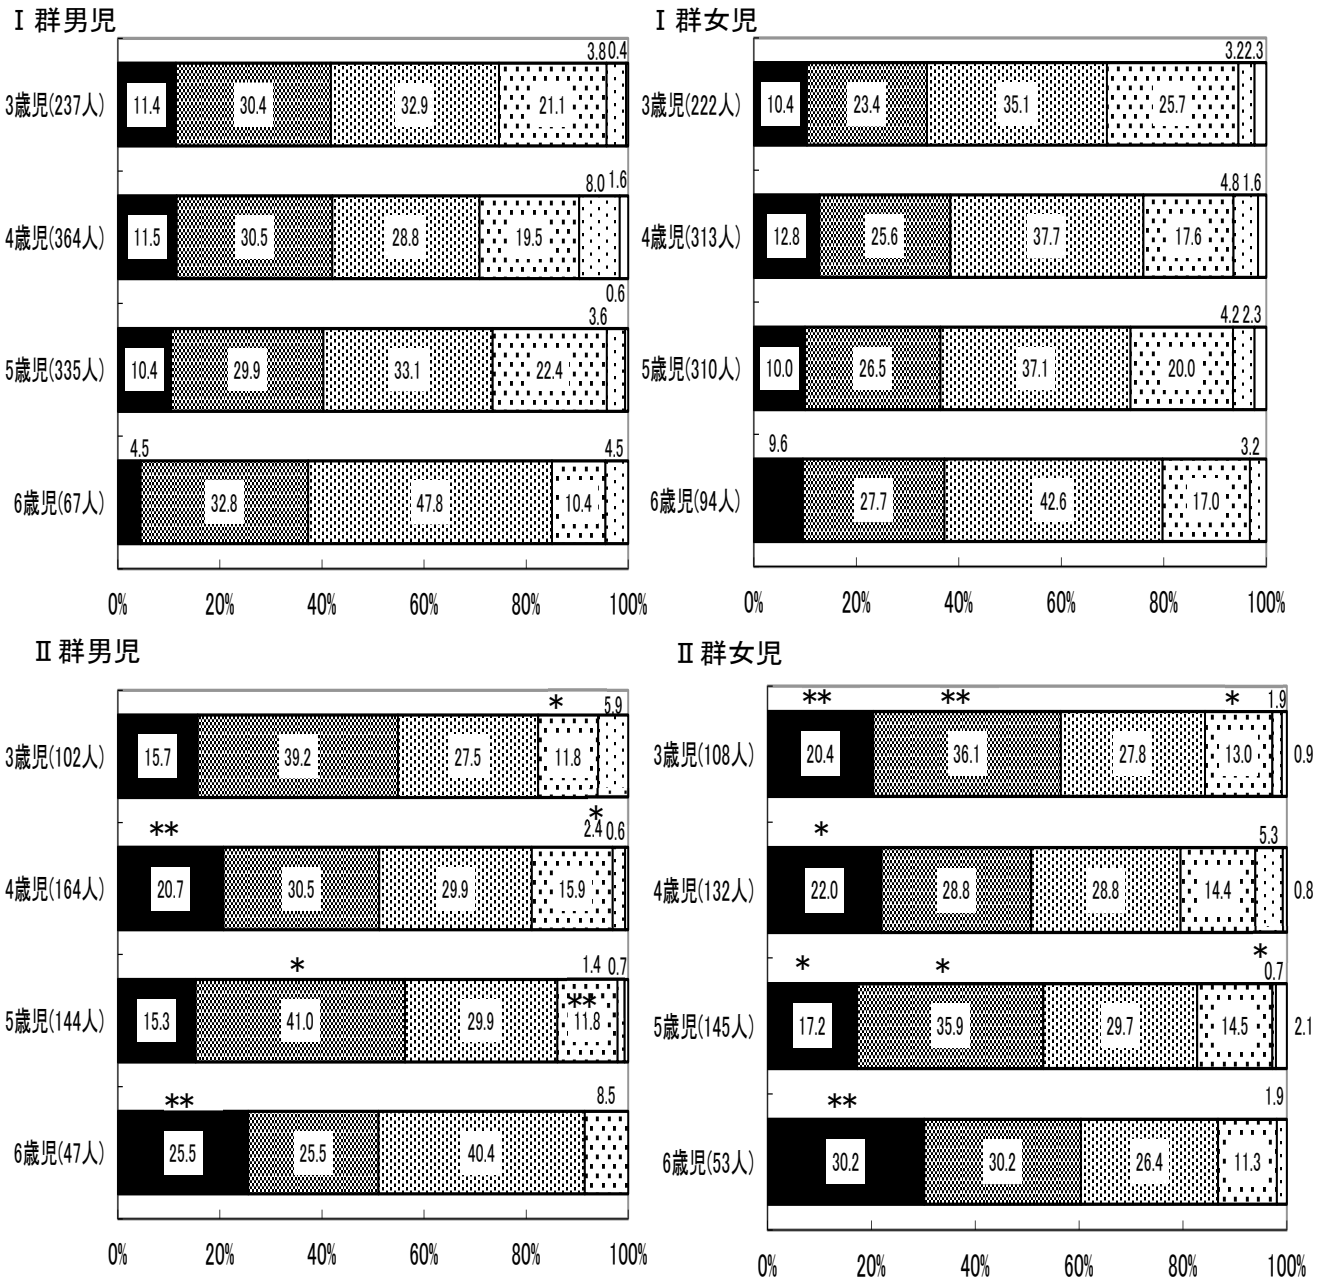 Ⅰ群男児
3.8 0.4
3歳児(237人) 11.4 30.4 32.9 21.1
8.0 1.6
4歳児(364人) 11.5 30.5 28.8 19.5
0.6
3.6
5歳児(335人) 10.4 29.9 33.1 22.4
4.5 4.5
6歳児(67人) 32.8 47.8 10.4
0% 20% 40% 60% 80% 100%
Ⅰ群女児
3.2 2.3
3歳児(222人) 10.4 23.4 35.1 25.7
4.8 1.6
4歳児(313人) 12.8 25.6 37.7 17.6
4.2 2.3
5歳児(310人) 10.0 26.5 37.1 20.0
9.6 3.2
6歳児(94人) 27.7 42.6 17.0
0% 20% 40% 60% 80% 100%
Ⅱ群男児
* 5.9
3歳児(102人) 15.7 39.2 27.5 11.8
*
** 2.4 0.6
4歳児(164人) 20.7 30.5 29.9 15.9
* 1.4 0.7
**
5歳児(144人) 15.3 41.0 29.9 11.8
** 8.5
6歳児(47人) 25.5 25.5 40.4
0% 20% 40% 60% 80% 100%
Ⅱ群女児
** ** * 1.9
3歳児(108人) 20.4 36.1 27.8 13.0 0.9
* 5.3
4歳児(132人) 22.0 28.8 28.8 14.4 0.8
* * *
0.7
5歳児(145人) 17.2 35.9 29.7 14.5 2.1
** 1.9
6歳児(53人) 30.2 30.2 26.4 11.3
0% 20% 40% 60% 80% 100%